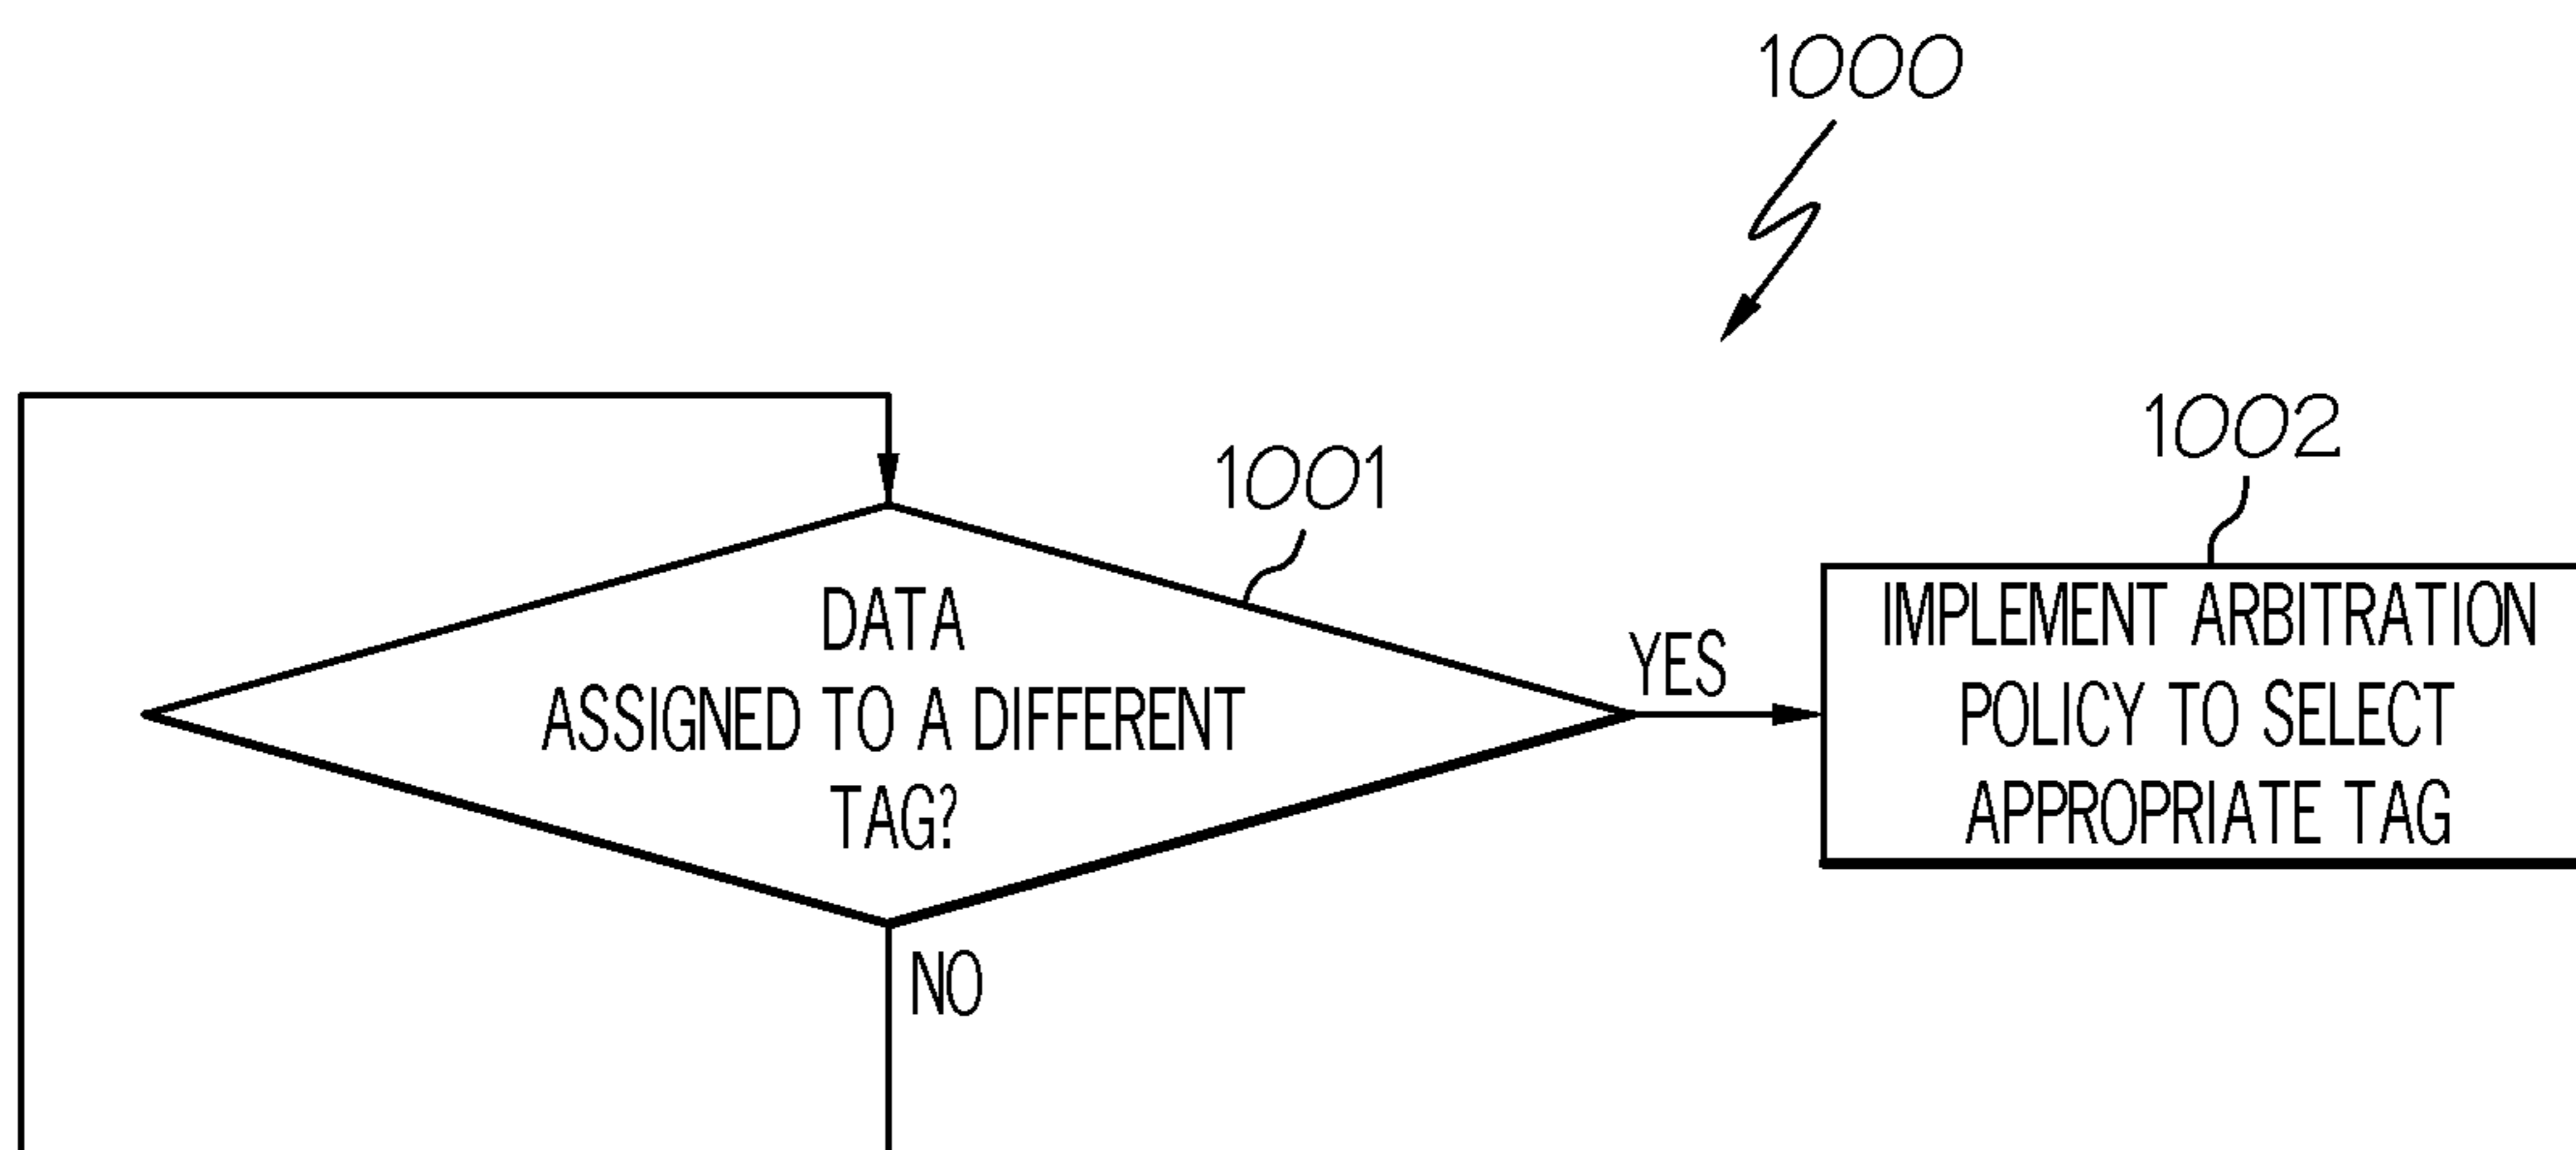 1000
1001
1002
DATA
ASSIGNED TO A DIFFERENT
TAG?
YES
IMPLEMENT ARBITRATION
POLICY TO SELECT
APPROPRIATE TAG
NO